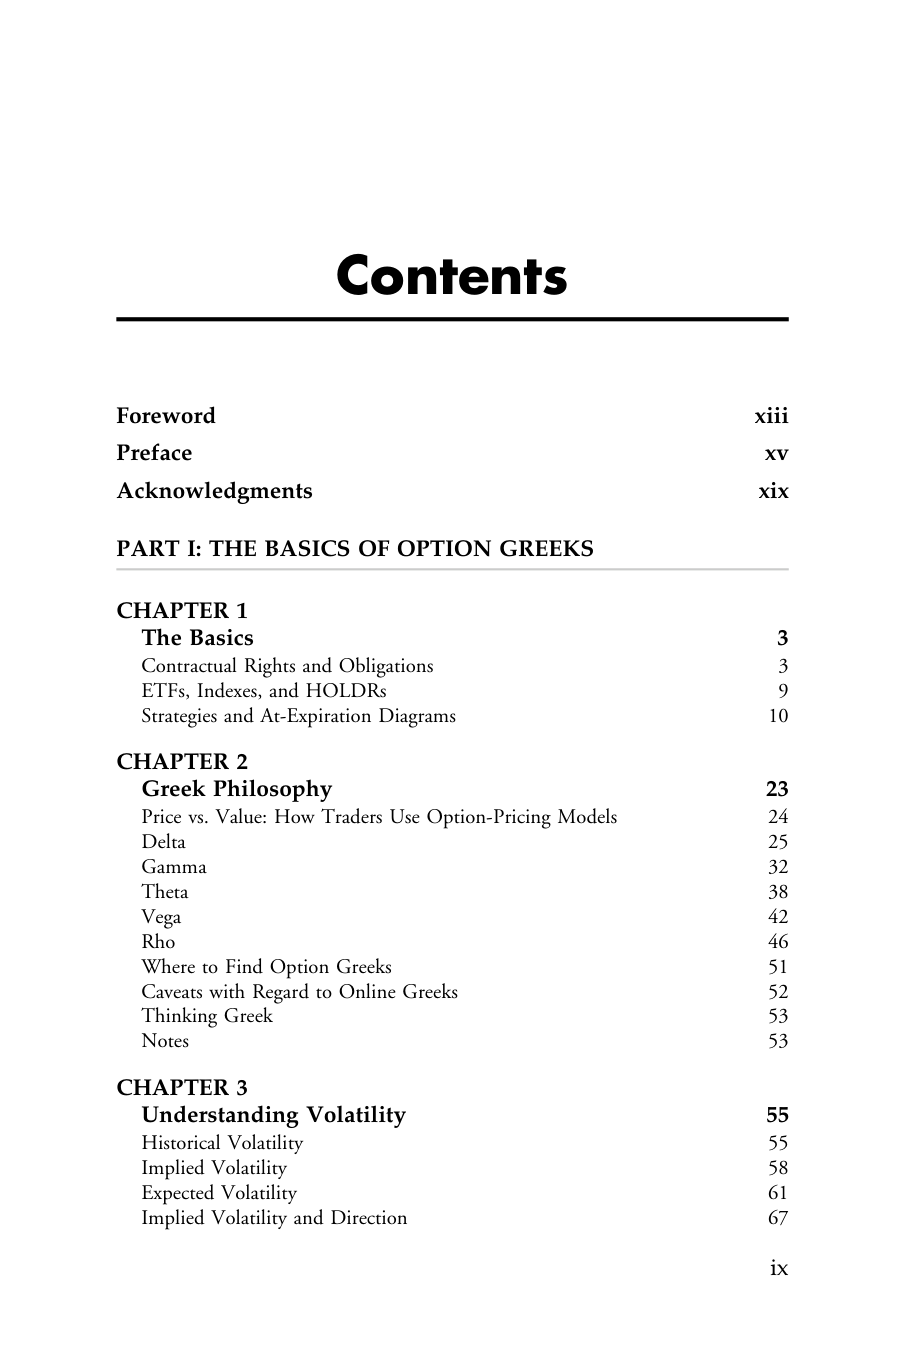 Contents
Foreword xiii
Preface xv
Acknowledgments xix
PART I: THE BASICS OF OPTION GREEKS
CHAPTER 1
The Basics 3
Contractual Rights and Obligations 3
ETFs, Indexes, and HOLDRs 9
Strategies and At-Expiration Diagrams 10
CHAPTER 2
Greek Philosophy 23
Price vs. Value: How Traders Use Option-Pricing Models 24
Delta 25
Gamma 32
Theta 38
Vega 42
Rho 46
Where to Find Option Greeks 51
Caveats with Regard to Online Greeks 52
Thinking Greek 53
Notes 53
CHAPTER 3
Understanding Volatility 55
Historical Volatility 55
Implied Volatility 58
Expected Volatility 61
Implied Volatility and Direction 67
ix